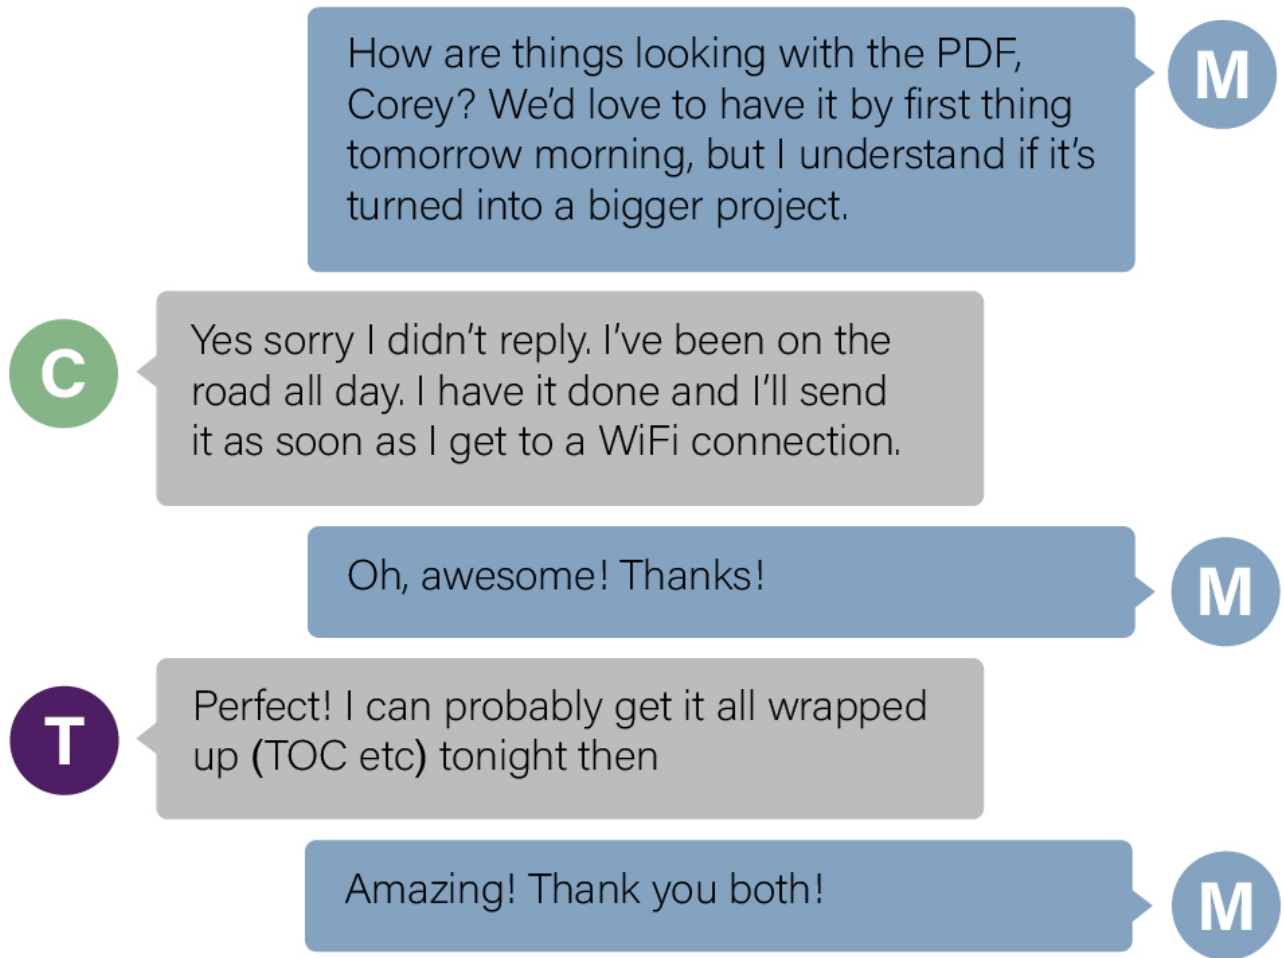 How are things looking with the PDF,
Corey? We'd love to have it by first thing
tomorrow morning, but I understand if it's
turned into a bigger project.
M
Yes sorry I didn't reply. I've been on the
road all day. I have it done and I'll send
it as soon as I get to a WiFi connection.
C
Oh, awesome! Thanks!
M
Perfect! I can probably get it all wrapped
up (TOC etc) tonight then
T
Amazing! Thank you both!
M